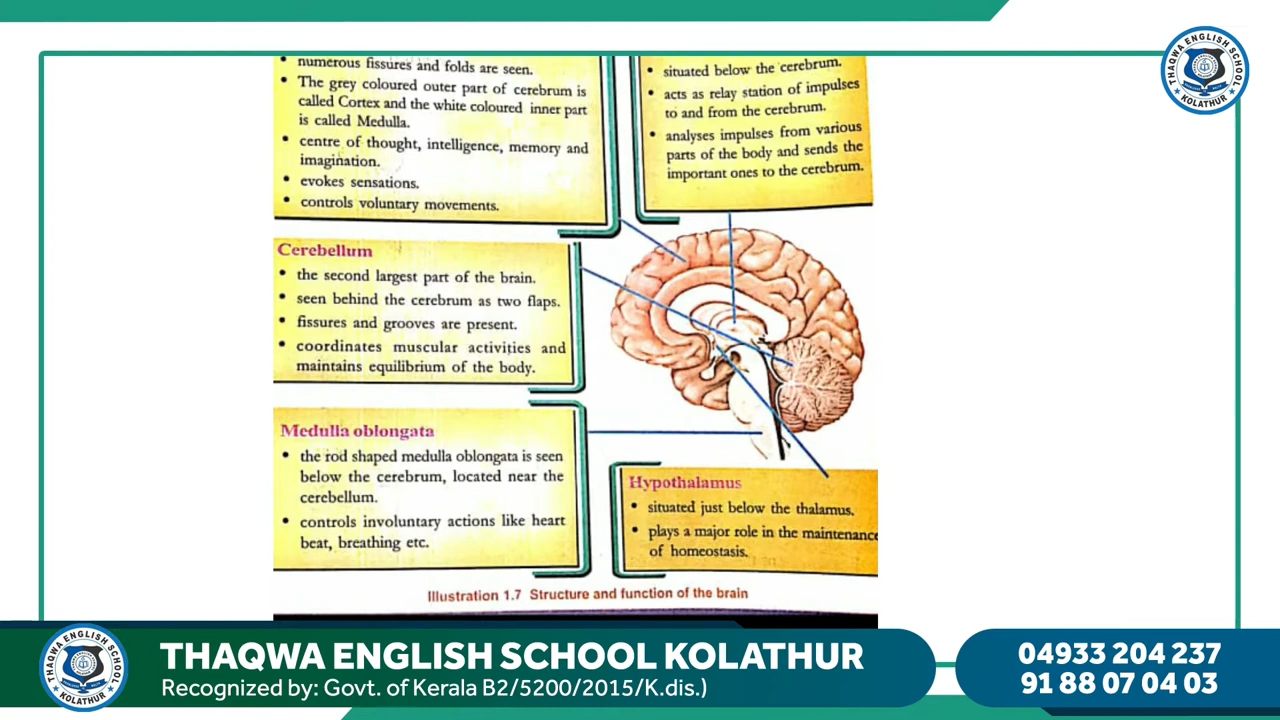 numerous fissures and folds are seen.
• The grey coloured outer part of cerebrum is
called Cortex and the white coloured inner part
is called Medulla.
• centre of thought, intelligence, memory and
imagination.
• evokes sensations.
• controls voluntary movements.
• situated below the cerebrum.
• acts as relay station of impulses
to and from the cerebrum.
• analyses impulses from various
parts of the body and sends the
important ones to the cerebrum.
Cerebellum
• the second largest part of the brain.
• seen behind the cerebrum as two flaps.
• fissures and grooves are present.
• coordinates muscular activities and
maintains equilibrium of the body.
Medulla oblongata
• the rod shaped medulla oblongata is seen
below the cerebrum, located near the
cerebellum.
• controls involuntary actions like heart
beat, breathing etc.
Hypothalamus
• situated just below the thalamus.
• plays a major role in the maintenance
of homeostasis.
Illustration 1.7 Structure and function of the brain
THAQWA ENGLISH SCHOOL
KOLATHUR
THAQWA ENGLISH SCHOOL
KOLATHUR
THAQWA ENGLISH SCHOOL KOLATHUR
Recognized by: Govt. of Kerala B2/5200/2015/K.dis.)
04933 204 237
91 88 07 04 03